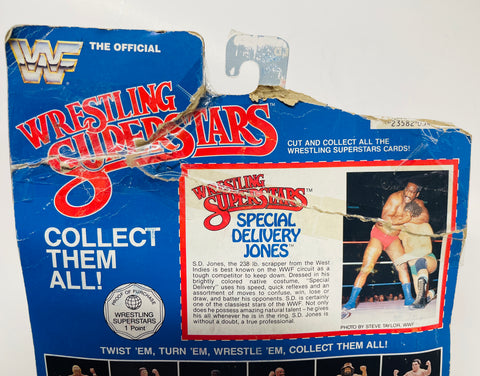 WF
THE OFFICIAL
WRESTLING
SUPERSTARS™
CUT AND COLLECT ALL THE
WRESTLING SUPERSTARS CARDS!
COLLECT
THEM
ALL!
PROOF OF PURCHASE
WRESTLING
SUPERSTARS
1 Point
WRESTLING
SUPERSTARS™
SPECIAL
DELIVERY
JONES™
S.D. Jones, the 238 lb. scrapper from the West
Indies is best known on the WWF circuit as a
tough competitor to keep down. Dressed in his
brightly colored native costume, "Special
Delivery" uses his speed, quick reflexes and an
assortment of moves to confuse, win, lose or
draw, and batter his opponents. S.D. is certainly
one of the classiest stars of the WWF. Not only
does he possess amazing natural talent – he gives
his all whenever he is in the ring. S.D. Jones is
without a doubt, a true professional.
PHOTO BY STEVE TAYLOR, WWF
TWIST 'EM, TURN 'EM, WRESTLE 'EM, COLLECT THEM ALL!